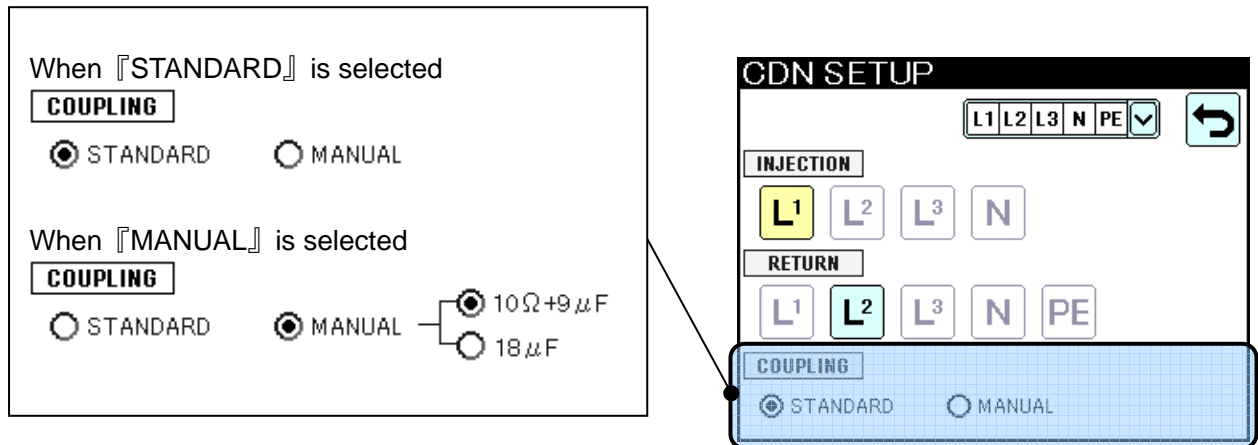 When『STANDARD』is selected
COUPLING
STANDARD MANUAL
When『MANUAL』is selected
COUPLING
STANDARD MANUAL 10Ω+9μF
18μF
CDN SETUP
L1 L2 L3 N PE
INJECTION
L¹ L² L³ N
RETURN
L¹ L² L³ N PE
COUPLING
STANDARD MANUAL